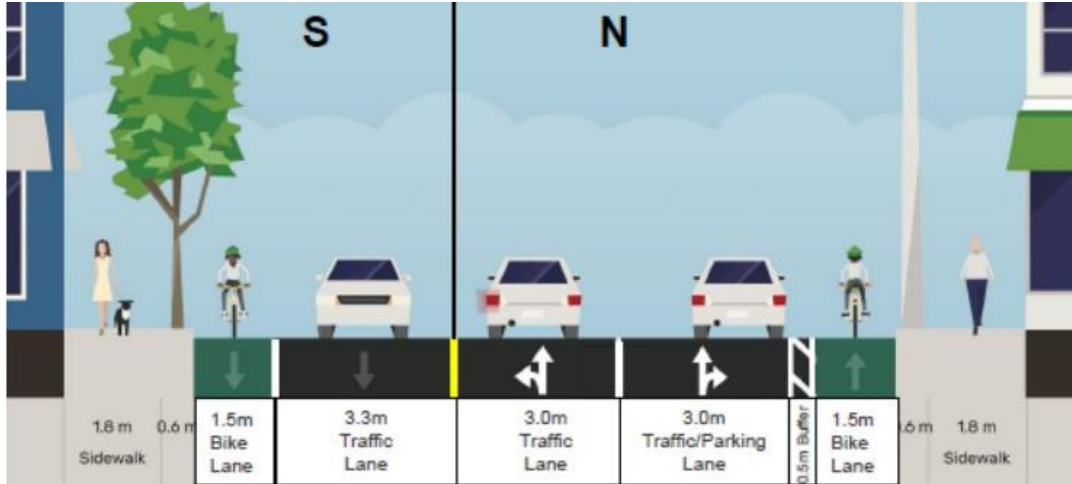 S
N
1.8 m
Sidewalk
0.6 m
1.5m
Bike
Lane
3.3m
Traffic
Lane
3.0m
Traffic
Lane
3.0m
Traffic/Parking
Lane
0.5m Buffer
1.5m
Bike
Lane
.6 m
1.8 m
Sidewalk